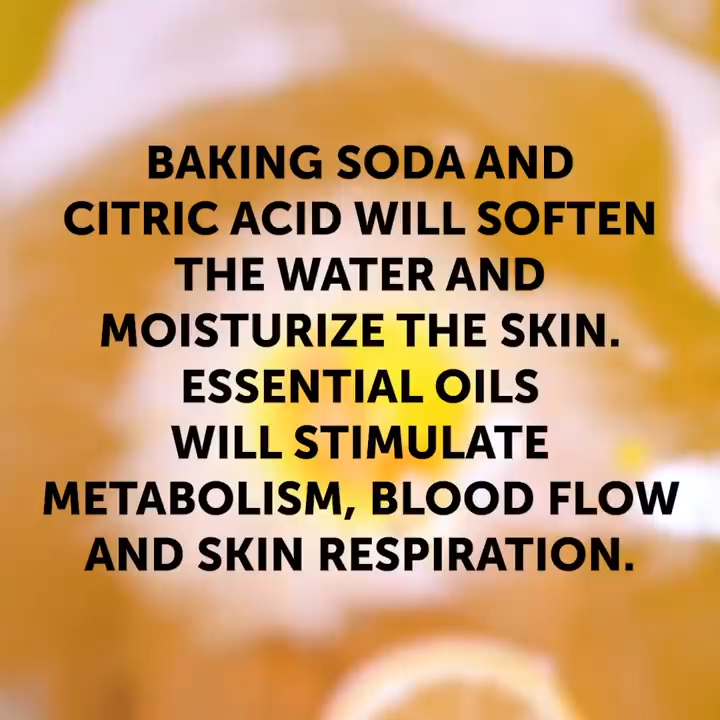 BAKING SODA AND
CITRIC ACID WILL SOFTEN
THE WATER AND
MOISTURIZE THE SKIN.
ESSENTIAL OILS
WILL STIMULATE
METABOLISM, BLOOD FLOW
AND SKIN RESPIRATION.